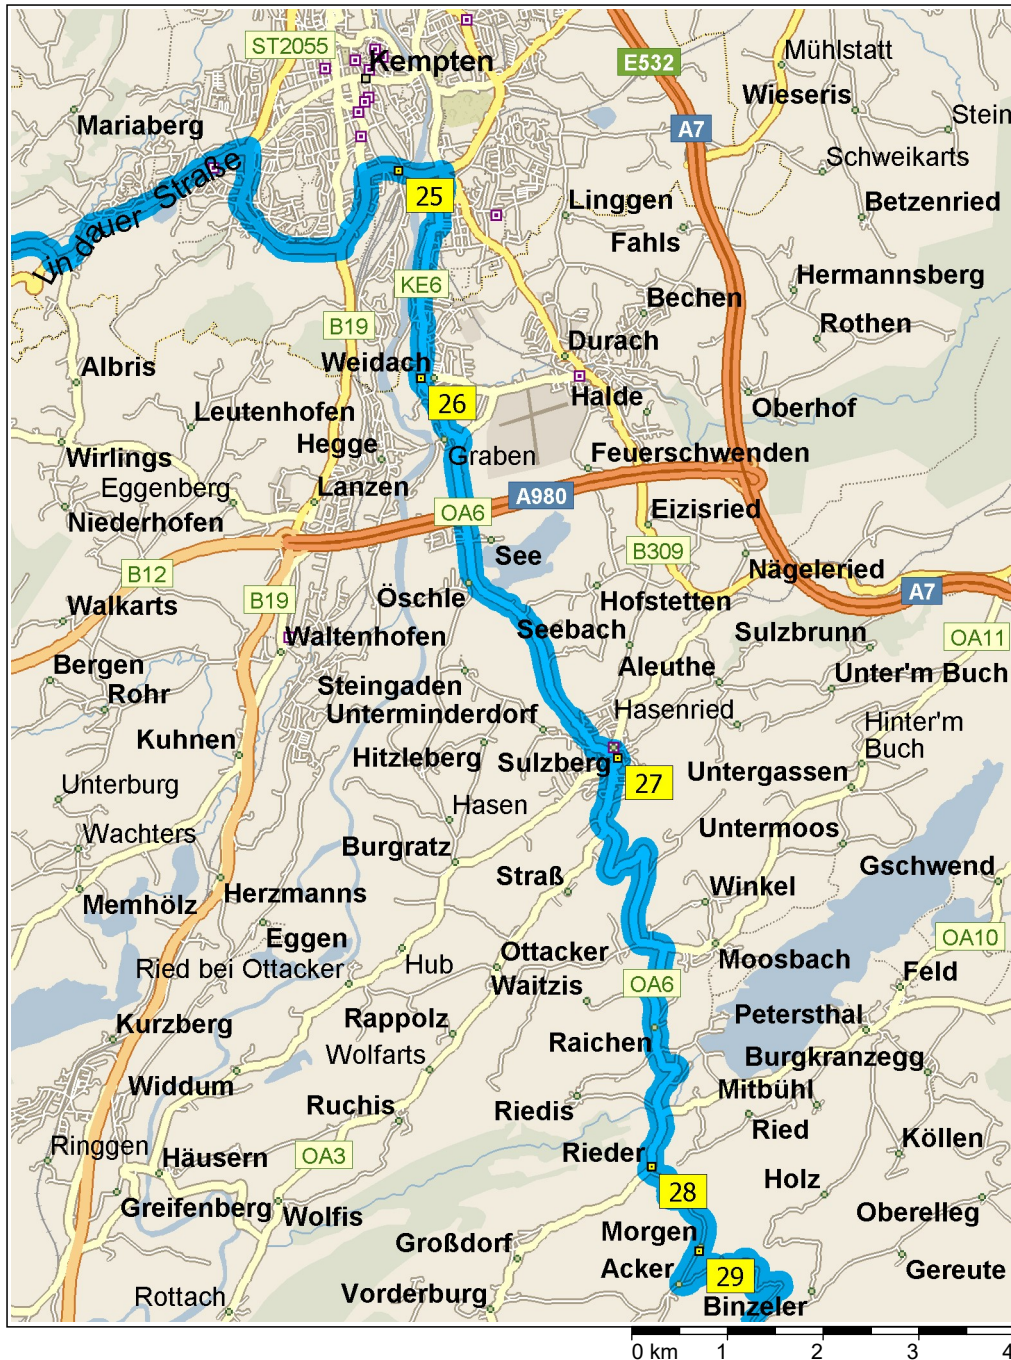 ST2055
Kempten
E532
Mühlstatt
Wieseris
Stein
Mariaberg
A7
Schweikarts
Lindauer Straße
25
Linggen
Betzenried
Fahls
KE6
Hermannsberg
Bechen
B19
Rothen
Durach
Weidach
Albris
Halde
26
Oberhof
Leutenhofen
Hegge
Graben
Feuerschwenden
Wirlings
Eggenberg
Lanzen
A980
Niederhofen
OA6
Eizisried
See
B309
B12
Nägeleried
A7
Öschle
B19
Walkarts
Hofstetten
Seebach
Sulzbrunn
OA11
Waltenhofen
Bergen
Aleuthe
Unter'm Buch
Rohr
Steingaden
Unterminderdorf
Hasenried
Hinter'm
Buch
Kuhnen
Hitzleberg
Sulzberg
27
Untergassen
Unterburg
Hasen
Wachters
Untermoos
Burgratz
Straß
Gschwend
Memhölz
Herzmanns
Winkel
Eggen
OA10
Ottacker
Moosbach
Ried bei Ottacker
Hub
Feld
Waitzis
OA6
Kurzberg
Rappolz
Petersthal
Raichen
Wolfarts
Burgkranzegg
Widdum
Mitbühl
Ruchis
Riedis
Ried
Ringgen
OA3
Häusern
Rieder
Köllen
Holz
28
Greifenberg
Wolfis
Oberelleg
Morgen
Großdorf
Acker
29
Gereute
Rottach
Vorderburg
Binzeler
0 km 1 2 3 4